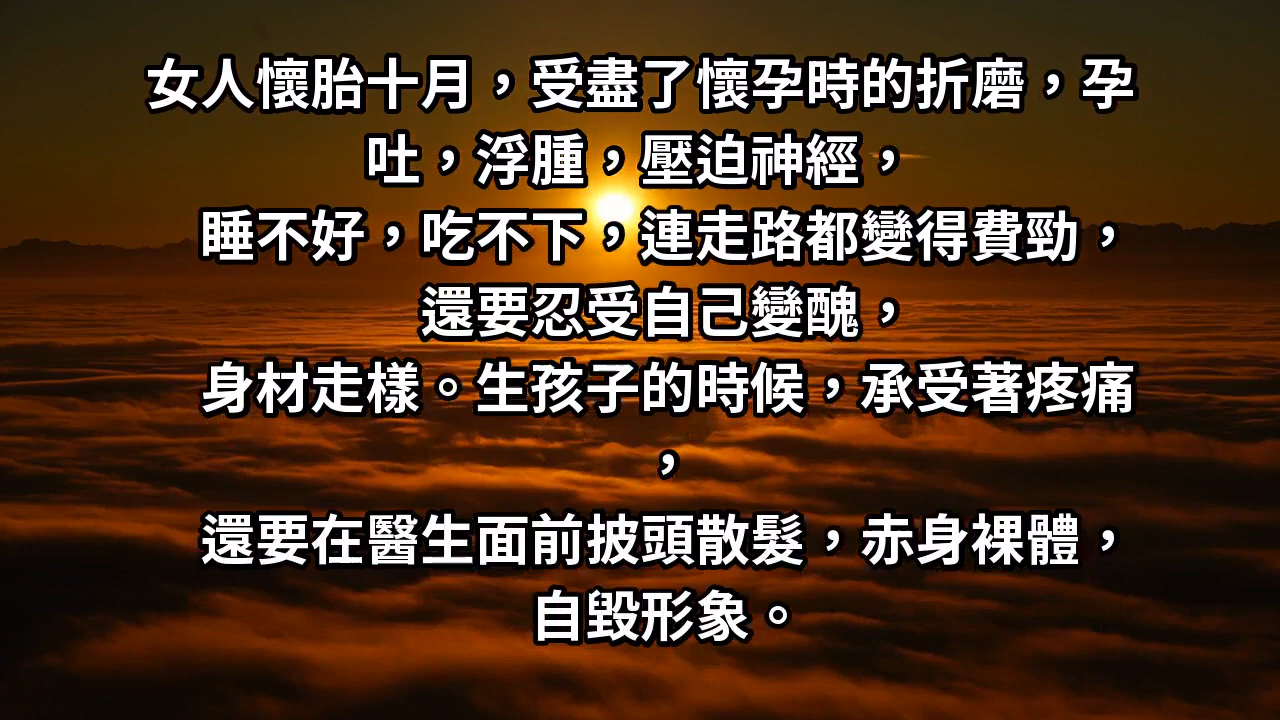 女人懷胎十月，受盡了懷孕時的折磨，孕
吐，浮腫，壓迫神經，
睡不好，吃不下，連走路都變得費勁，
還要忍受自己變醜，
身材走樣。生孩子的時候，承受著疼痛
，
還要在醫生面前披頭散髮，赤身裸體，
自毀形象。